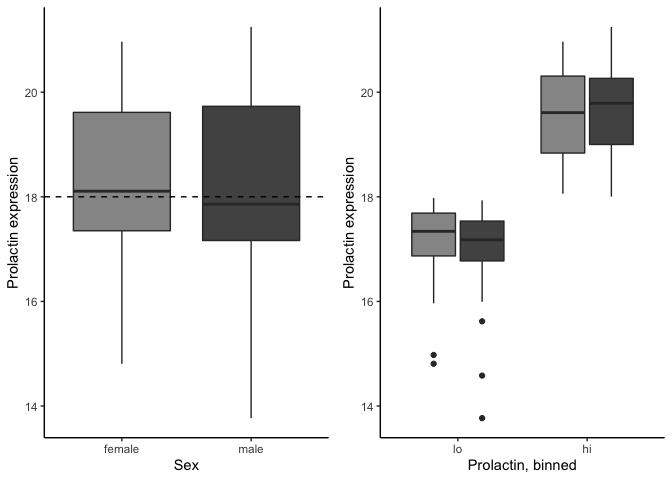 Prolactin expression
20
18
16
14
female
male
Sex
Prolactin expression
20
18
16
14
lo
hi
Prolactin, binned